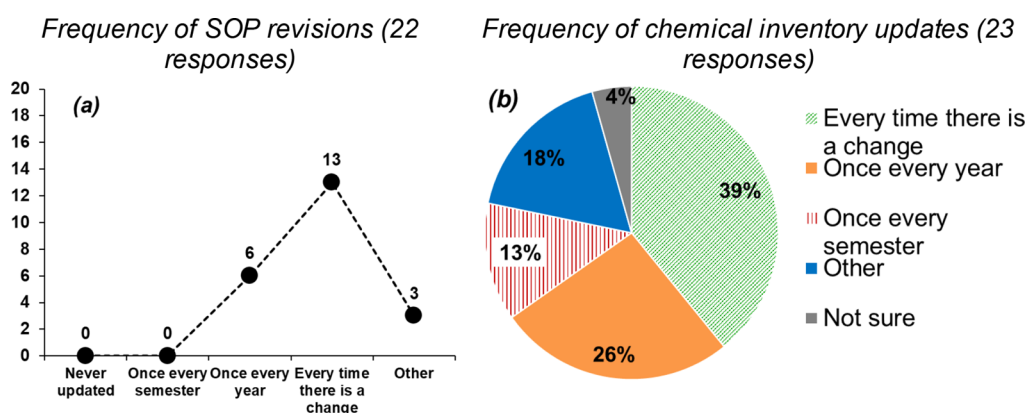 Frequency of SOP revisions (22
responses)
(a)
20
18
16
14
12
10
8
6
4
2
0
0
0
6
13
3
Never
updated
Once every
semester
Once every
year
Every time
there is a
change
Other
Frequency of chemical inventory updates (23
responses)
(b)
4%
18%
39%
13%
26%
Every time there is
a change
Once every year
Once every
semester
Other
Not sure